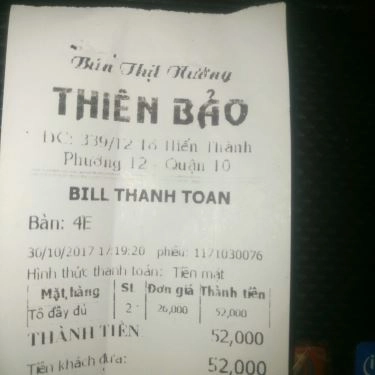 Bún Thịt Nướng
THIÊN BẢO
ĐC: 339/12 Tô Hiến Thành
Phường 12 - Quận 10
BILL THANH TOAN
Bàn: 4E
30/10/2017 17:19:20 phiếu: 1171030076
Hình thức thanh toán: Tiền mặt
Mặt hàng SL Đơn giá Thành tiền
Tô đầy đủ 2 26,000 52,000
THÀNH TIỀN 52,000
Tiền khách đưa: 52,000